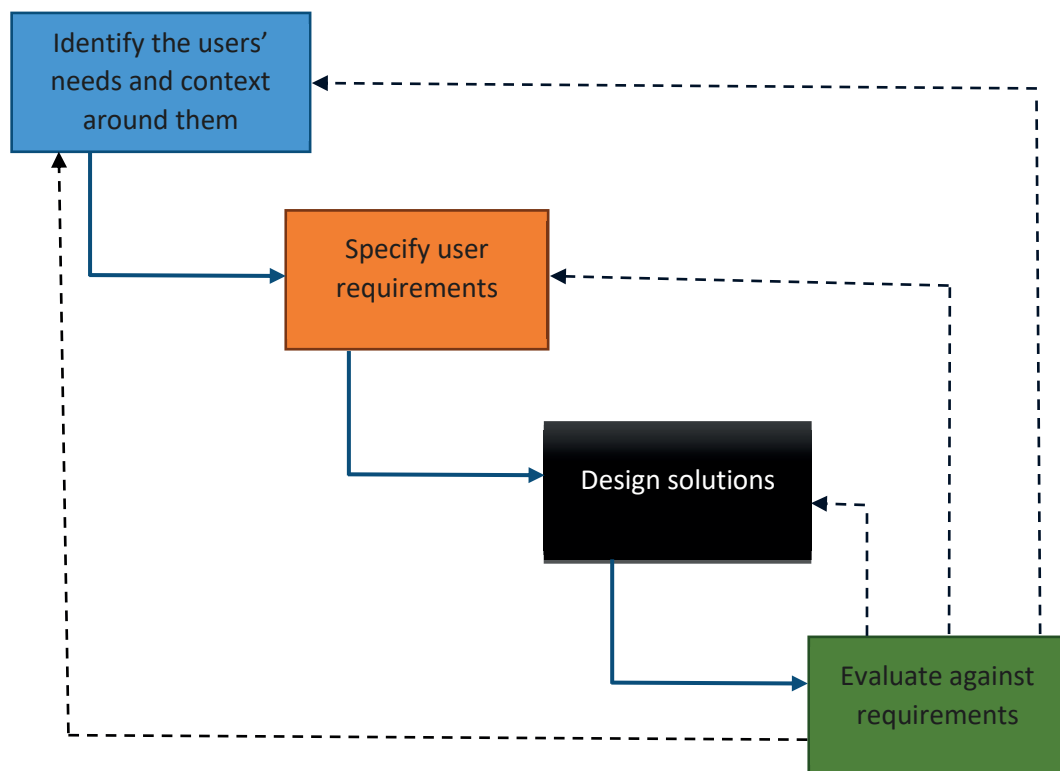 Identify the users’
needs and context
around them
Specify user
requirements
Design solutions
Evaluate against
requirements